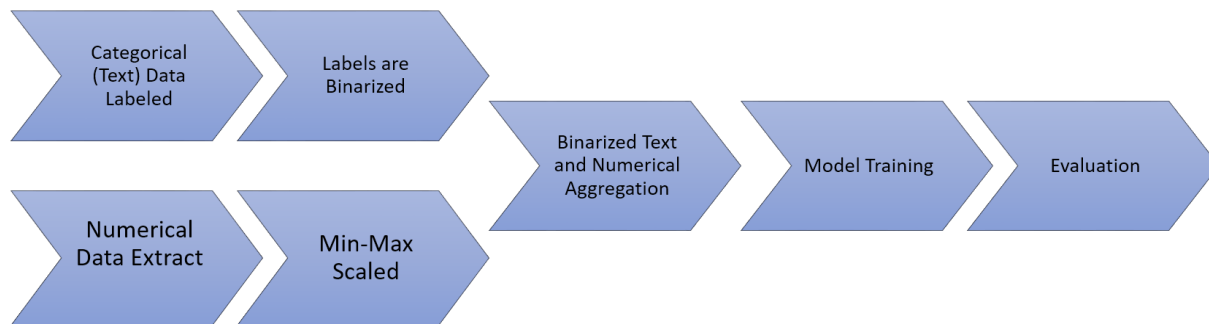 Categorical
(Text) Data
Labeled
Labels are
Binarized
Numerical
Data Extract
Min-Max
Scaled
Binarized Text
and Numerical
Aggregation
Model Training
Evaluation